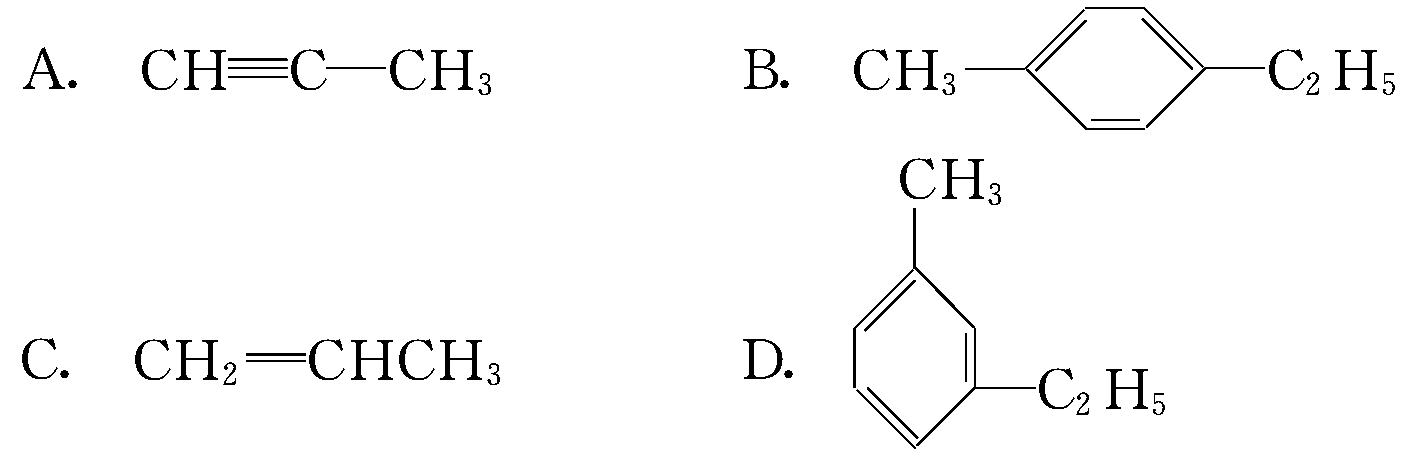 A. CH≡C—CH₃
B. CH₃ C₂H₅
CH₃
C. CH₂=CHCH₃
D. C₂H₅